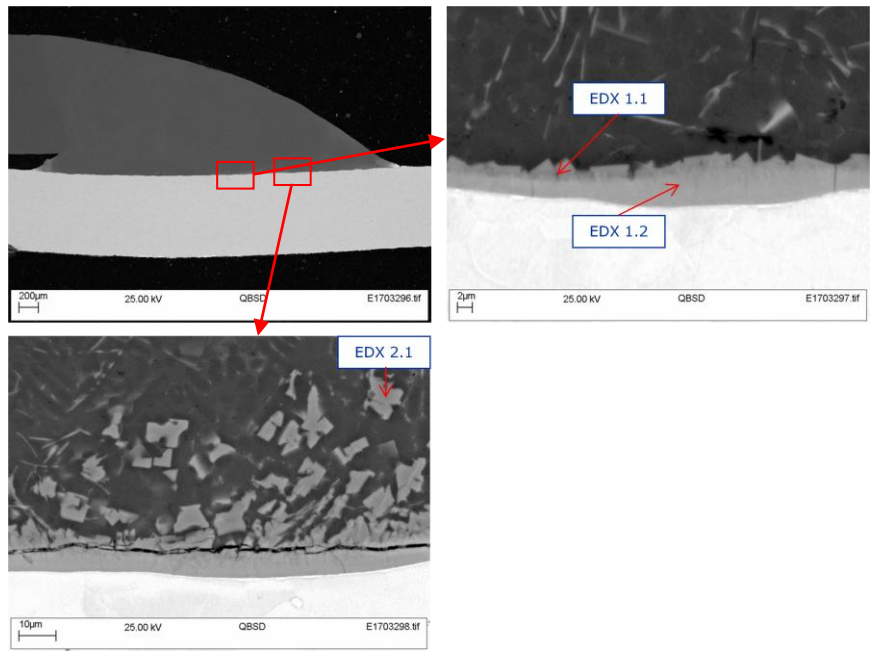 EDX 1.1
EDX 1.2
200µm 25.00 kV QBSD E1703296.tif
2µm 25.00 kV QBSD E1703297.tif
EDX 2.1
10µm 25.00 kV QBSD E1703298.tif